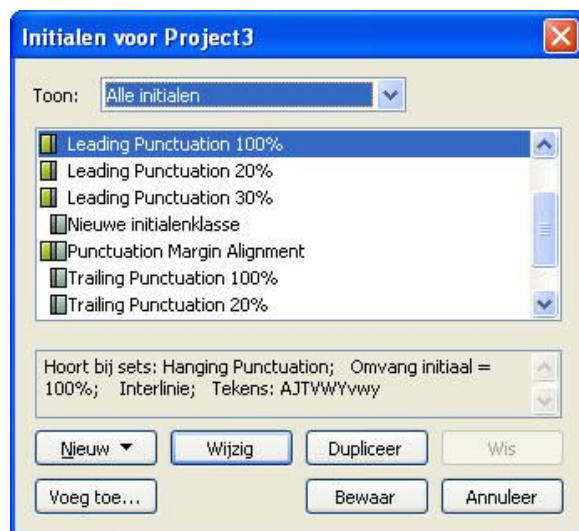 Initialen voor Project3
Toon: Alle initialen
Leading Punctuation 100%
Leading Punctuation 20%
Leading Punctuation 30%
Nieuwe initialenklasse
Punctuation Margin Alignment
Trailing Punctuation 100%
Trailing Punctuation 20%
Hoort bij sets: Hanging Punctuation; Omvang initiaal =
100%; Interlinie; Tekens: AJTVWYvwy
Nieuw Wijzig Dupliceer Wis
Voeg toe... Bewaar Annuleer